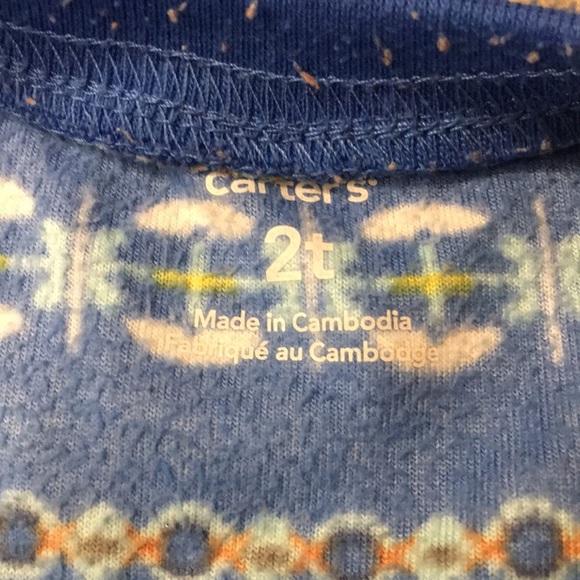 carter's®
2t
Made in Cambodia
Fabriqué au Cambodge